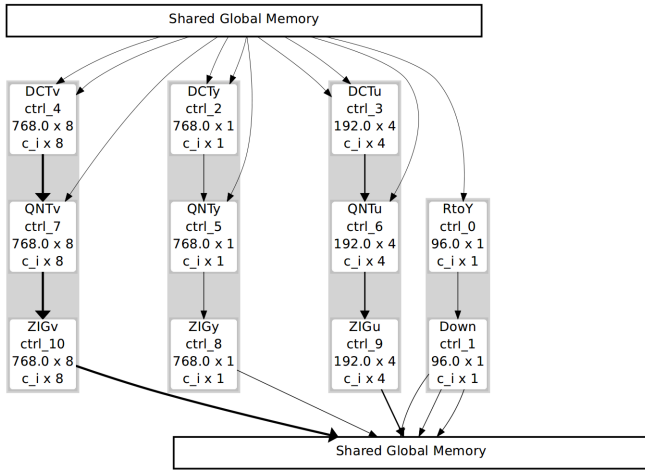 Shared Global Memory
DCTv
ctrl_4
768.0 x 8
c_i x 8
DCTy
ctrl_2
768.0 x 1
c_i x 1
DCTu
ctrl_3
192.0 x 4
c_i x 4
QNTv
ctrl_7
768.0 x 8
c_i x 8
QNTy
ctrl_5
768.0 x 1
c_i x 1
QNTu
ctrl_6
192.0 x 4
c_i x 4
RtoY
ctrl_0
96.0 x 1
c_i x 1
ZIGv
ctrl_10
768.0 x 8
c_i x 8
ZIGy
ctrl_8
768.0 x 1
c_i x 1
ZIGu
ctrl_9
192.0 x 4
c_i x 4
Down
ctrl_1
96.0 x 1
c_i x 1
Shared Global Memory